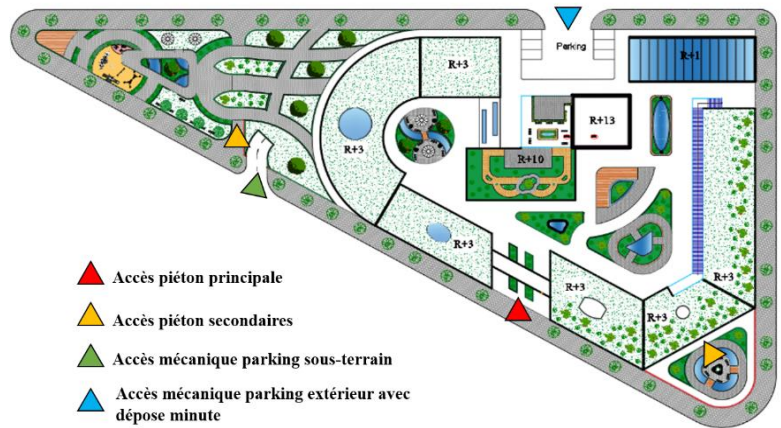 Parking
R+3
R+1
R+13
R+3
R+10
R+3
R+3
R+3
R+3
Accès piéton principale
Accès piéton secondaires
Accès mécanique parking sous-terrain
Accès mécanique parking extérieur avec
dépose minute